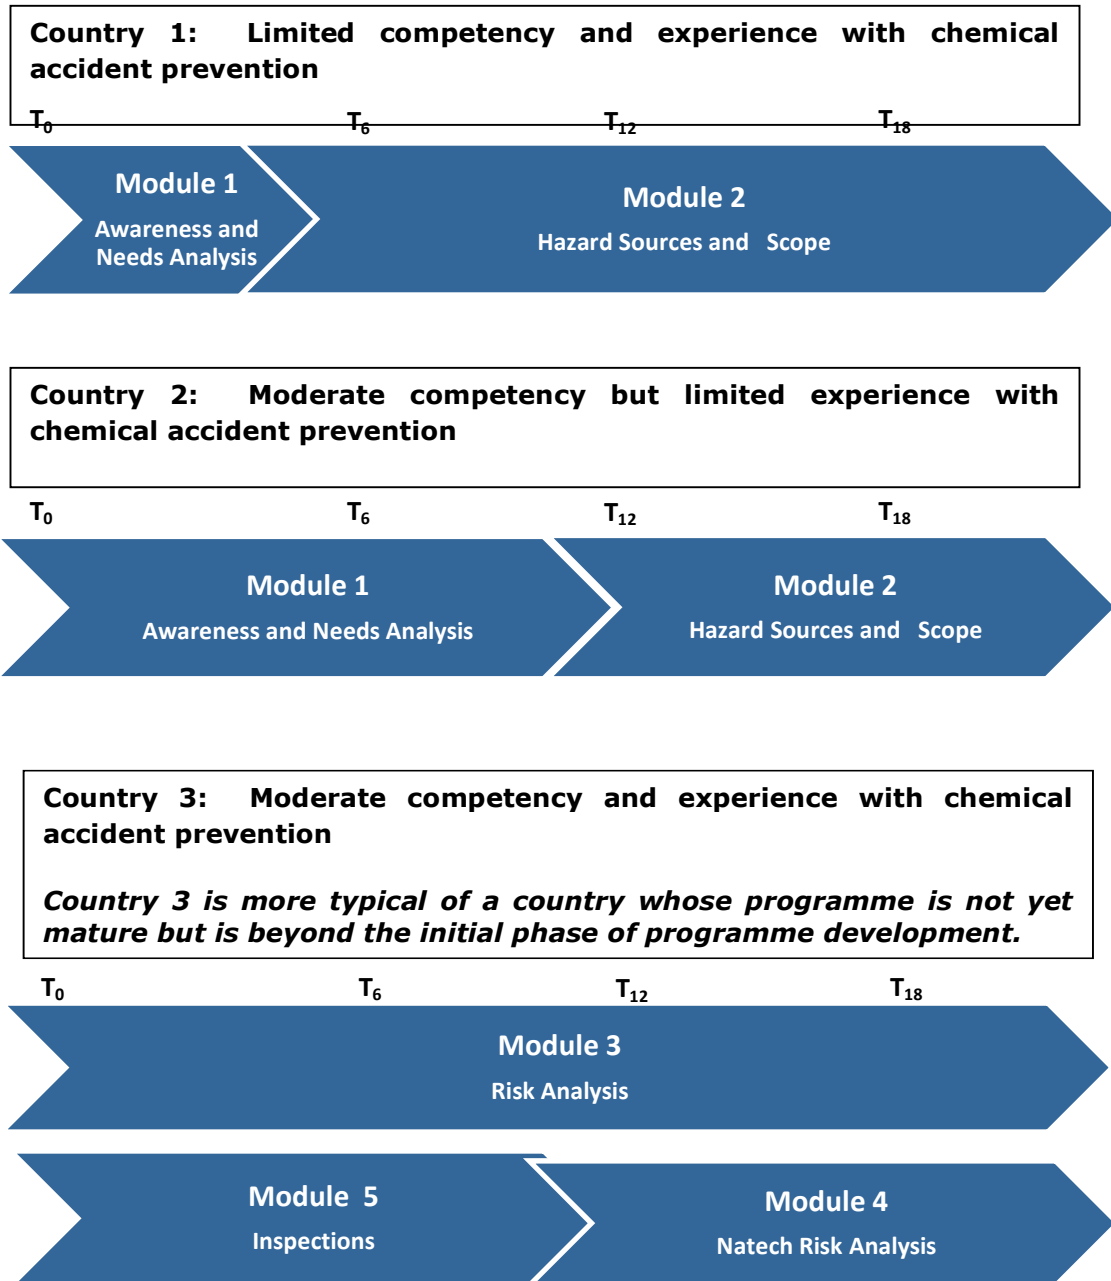 Country 1: Limited competency and experience with chemical
accident prevention
T0 T6 T12 T18
Module 1
Awareness and
Needs Analysis
Module 2
Hazard Sources and Scope
Country 2: Moderate competency but limited experience with
chemical accident prevention
T0 T6 T12 T18
Module 1
Awareness and Needs Analysis
Module 2
Hazard Sources and Scope
Country 3: Moderate competency and experience with chemical
accident prevention
Country 3 is more typical of a country whose programme is not yet
mature but is beyond the initial phase of programme development.
T0 T6 T12 T18
Module 3
Risk Analysis
Module 5
Inspections
Module 4
Natech Risk Analysis